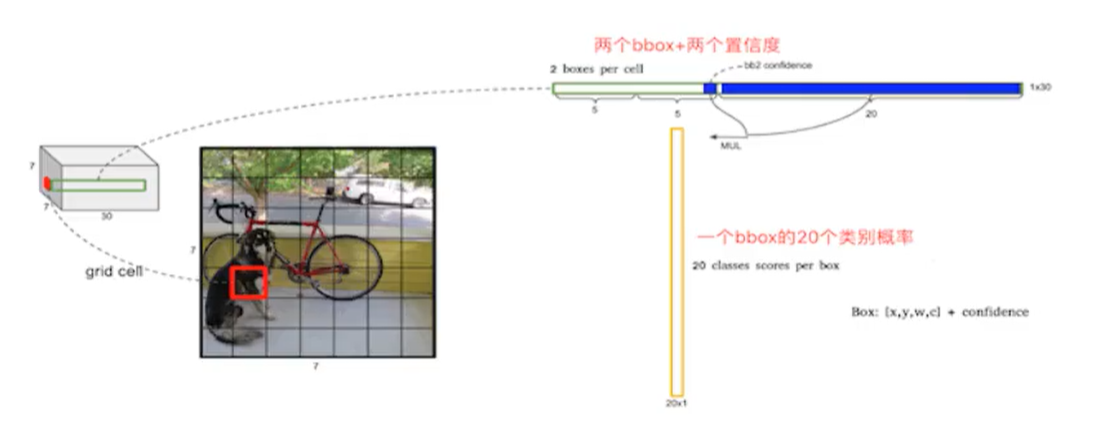 两个bbox+两个置信度
2 boxes per cell
bb2 confidence
1x30
5
5
20
MUL
7
7
30
grid cell
7
7
一个bbox的20个类别概率
20 classes scores per box
Box: [x,y,w,c] + confidence
20x1